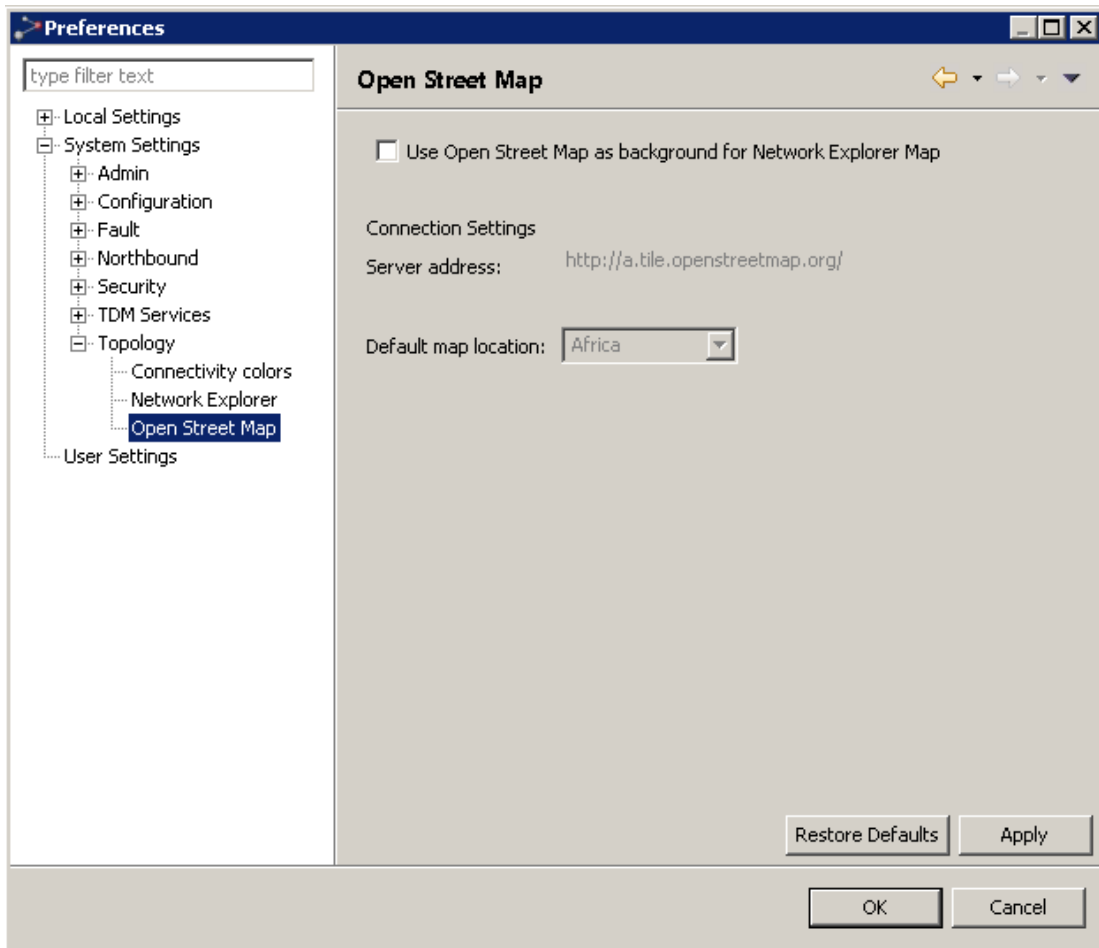 Preferences
type filter text
Local Settings
System Settings
Admin
Configuration
Fault
Northbound
Security
TDM Services
Topology
Connectivity colors
Network Explorer
Open Street Map
User Settings
Open Street Map
Use Open Street Map as background for Network Explorer Map
Connection Settings
Server address: http://a.tile.openstreetmap.org/
Default map location: Africa
Restore Defaults Apply
OK Cancel